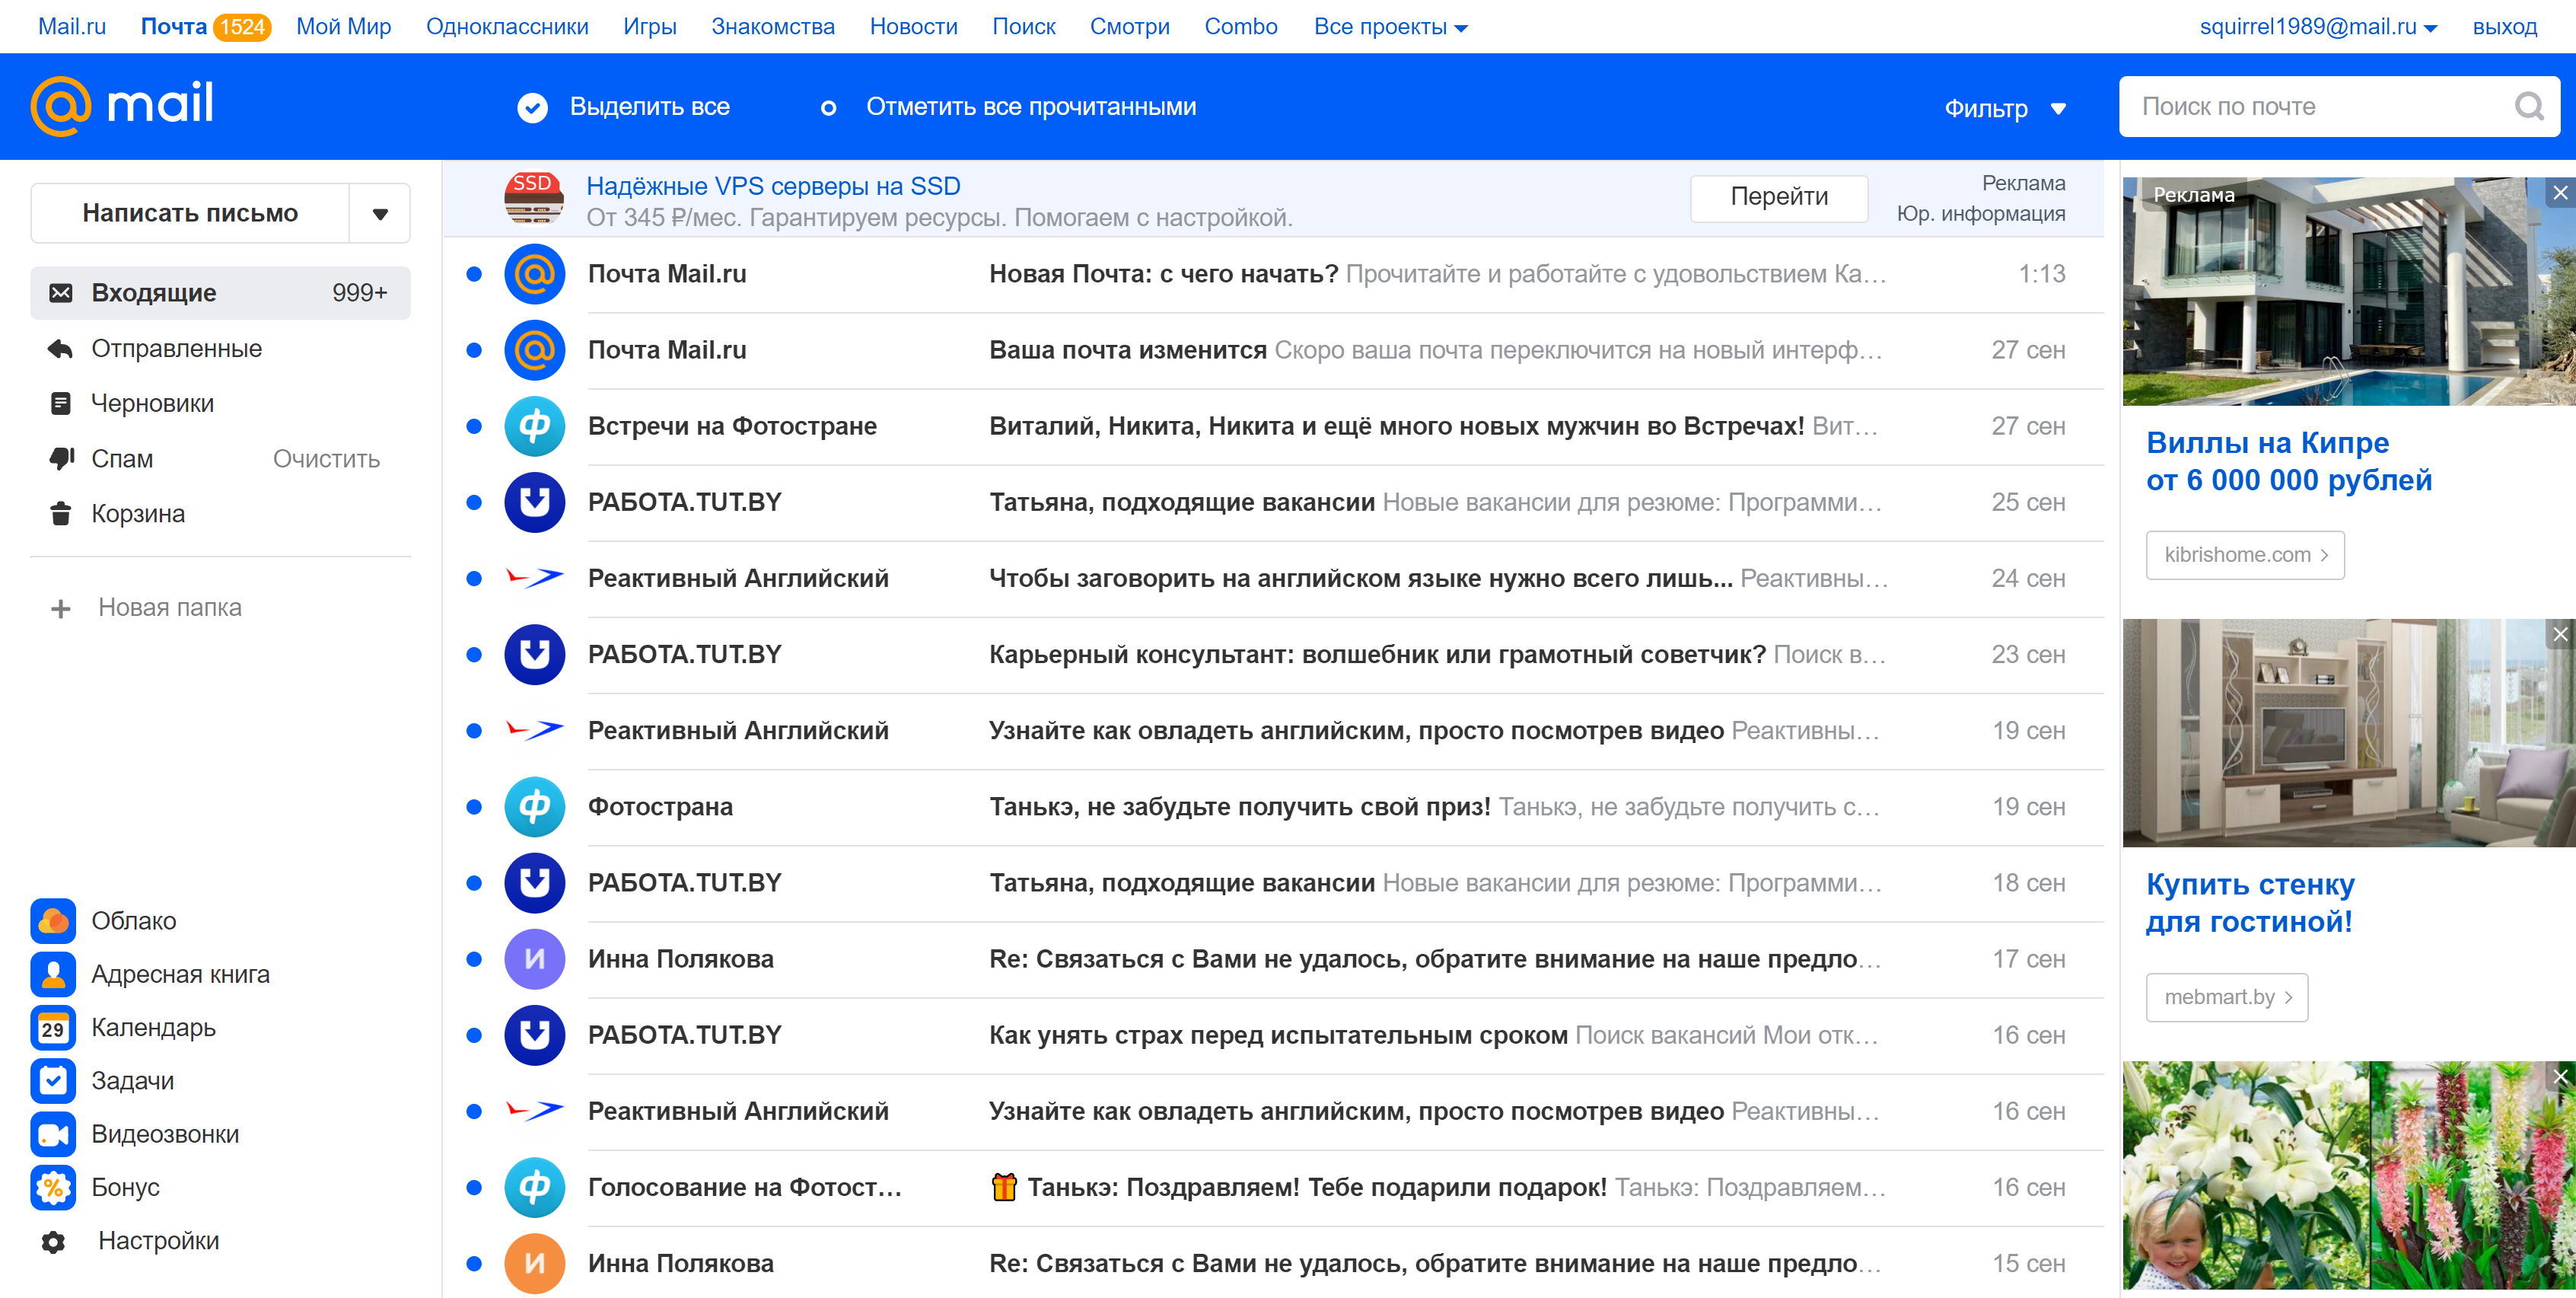 Mail.ru Почта 1524 Мой Мир Одноклассники Игры Знакомства Новости Поиск Смотри Combo Все проекты squirrel1989@mail.ru выход
@mail Выделить все Отметить все прочитанными Фильтр Поиск по почте
Написать письмо
Входящие 999+
Отправленные
Черновики
Спам Очистить
Корзина
Новая папка
Облако
Адресная книга
29 Календарь
Задачи
Видеозвонки
% Бонус
Настройки
SSD Надёжные VPS серверы на SSD
От 345 ₽/мес. Гарантируем ресурсы. Помогаем с настройкой.
Перейти
Реклама
Юр. информация
Почта Mail.ru Новая Почта: с чего начать? Прочитайте и работайте с удовольствием Ка… 1:13
Почта Mail.ru Ваша почта изменится Скоро ваша почта переключится на новый интерф… 27 сен
ф Встречи на Фотостране Виталий, Никита, Никита и ещё много новых мужчин во Встречах! Вит… 27 сен
РАБОТА.TUT.BY Татьяна, подходящие вакансии Новые вакансии для резюме: Программи… 25 сен
Реактивный Английский Чтобы заговорить на английском языке нужно всего лишь... Реактивны… 24 сен
РАБОТА.TUT.BY Карьерный консультант: волшебник или грамотный советчик? Поиск в… 23 сен
Реактивный Английский Узнайте как овладеть английским, просто посмотрев видео Реактивны… 19 сен
ф Фотострана Танькэ, не забудьте получить свой приз! Танькэ, не забудьте получить с… 19 сен
РАБОТА.TUT.BY Татьяна, подходящие вакансии Новые вакансии для резюме: Программи… 18 сен
И Инна Полякова Re: Связаться с Вами не удалось, обратите внимание на наше предло… 17 сен
РАБОТА.TUT.BY Как унять страх перед испытательным сроком Поиск вакансий Мои отк… 16 сен
Реактивный Английский Узнайте как овладеть английским, просто посмотрев видео Реактивны… 16 сен
ф Голосование на Фотост… Танькэ: Поздравляем! Тебе подарили подарок! Танькэ: Поздравляем… 16 сен
И Инна Полякова Re: Связаться с Вами не удалось, обратите внимание на наше предло… 15 сен
Реклама
Виллы на Кипре
от 6 000 000 рублей
kibrishome.com
Купить стенку
для гостиной!
mebmart.by